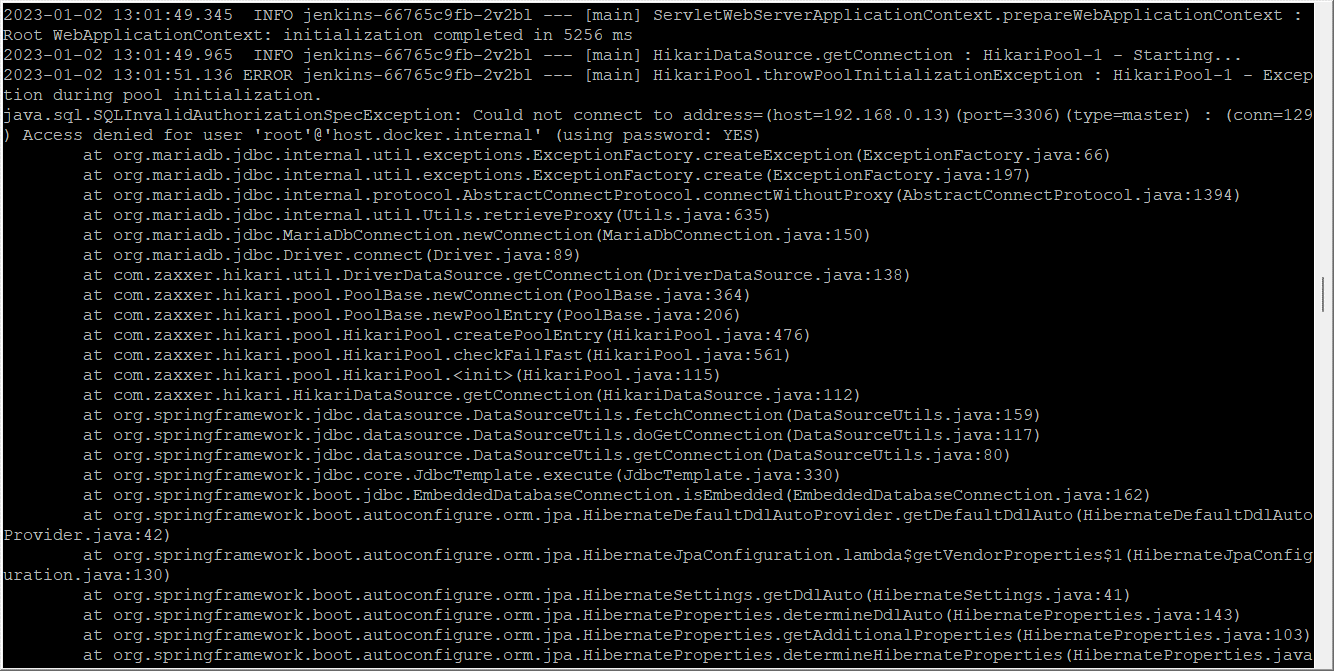 2023-01-02 13:01:49.345  INFO jenkins-66765c9fb-2v2bl --- [main] ServletWebServerApplicationContext.prepareWebApplicationContext :
Root WebApplicationContext: initialization completed in 5256 ms
2023-01-02 13:01:49.965  INFO jenkins-66765c9fb-2v2bl --- [main] HikariDataSource.getConnection : HikariPool-1 - Starting...
2023-01-02 13:01:51.136 ERROR jenkins-66765c9fb-2v2bl --- [main] HikariPool.throwPoolInitializationException : HikariPool-1 - Excep
tion during pool initialization.
java.sql.SQLInvalidAuthorizationSpecException: Could not connect to address=(host=192.168.0.13)(port=3306)(type=master) : (conn=129
) Access denied for user 'root'@'host.docker.internal' (using password: YES)
        at org.mariadb.jdbc.internal.util.exceptions.ExceptionFactory.createException(ExceptionFactory.java:66)
        at org.mariadb.jdbc.internal.util.exceptions.ExceptionFactory.create(ExceptionFactory.java:197)
        at org.mariadb.jdbc.internal.protocol.AbstractConnectProtocol.connectWithoutProxy(AbstractConnectProtocol.java:1394)
        at org.mariadb.jdbc.internal.util.Utils.retrieveProxy(Utils.java:635)
        at org.mariadb.jdbc.MariaDbConnection.newConnection(MariaDbConnection.java:150)
        at org.mariadb.jdbc.Driver.connect(Driver.java:89)
        at com.zaxxer.hikari.util.DriverDataSource.getConnection(DriverDataSource.java:138)
        at com.zaxxer.hikari.pool.PoolBase.newConnection(PoolBase.java:364)
        at com.zaxxer.hikari.pool.PoolBase.newPoolEntry(PoolBase.java:206)
        at com.zaxxer.hikari.pool.HikariPool.createPoolEntry(HikariPool.java:476)
        at com.zaxxer.hikari.pool.HikariPool.checkFailFast(HikariPool.java:561)
        at com.zaxxer.hikari.pool.HikariPool.<init>(HikariPool.java:115)
        at com.zaxxer.hikari.HikariDataSource.getConnection(HikariDataSource.java:112)
        at org.springframework.jdbc.datasource.DataSourceUtils.fetchConnection(DataSourceUtils.java:159)
        at org.springframework.jdbc.datasource.DataSourceUtils.doGetConnection(DataSourceUtils.java:117)
        at org.springframework.jdbc.datasource.DataSourceUtils.getConnection(DataSourceUtils.java:80)
        at org.springframework.jdbc.core.JdbcTemplate.execute(JdbcTemplate.java:330)
        at org.springframework.boot.jdbc.EmbeddedDatabaseConnection.isEmbedded(EmbeddedDatabaseConnection.java:162)
        at org.springframework.boot.autoconfigure.orm.jpa.HibernateDefaultDdlAutoProvider.getDefaultDdlAuto(HibernateDefaultDdlAuto
Provider.java:42)
        at org.springframework.boot.autoconfigure.orm.jpa.HibernateJpaConfiguration.lambda$getVendorProperties$1(HibernateJpaConfig
uration.java:130)
        at org.springframework.boot.autoconfigure.orm.jpa.HibernateSettings.getDdlAuto(HibernateSettings.java:41)
        at org.springframework.boot.autoconfigure.orm.jpa.HibernateProperties.determineDdlAuto(HibernateProperties.java:143)
        at org.springframework.boot.autoconfigure.orm.jpa.HibernateProperties.getAdditionalProperties(HibernateProperties.java:103)
        at org.springframework.boot.autoconfigure.orm.jpa.HibernateProperties.determineHibernateProperties(HibernateProperties.java